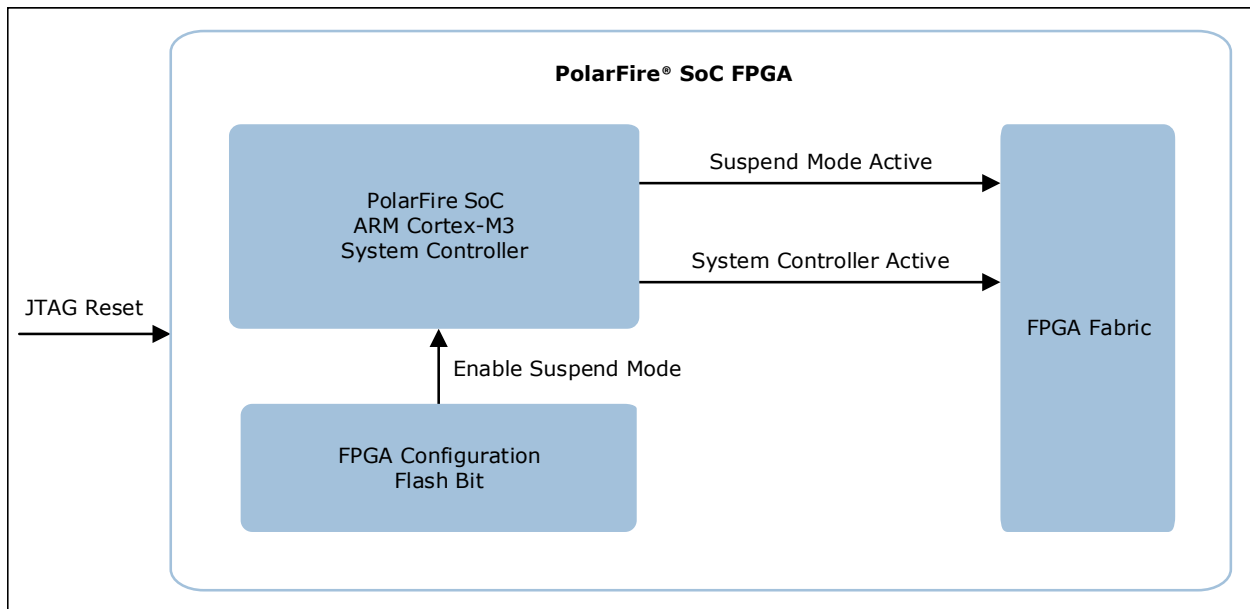 PolarFire® SoC FPGA
Suspend Mode Active
PolarFire SoC
ARM Cortex-M3
System Controller
System Controller Active
JTAG Reset
FPGA Fabric
Enable Suspend Mode
FPGA Configuration
Flash Bit